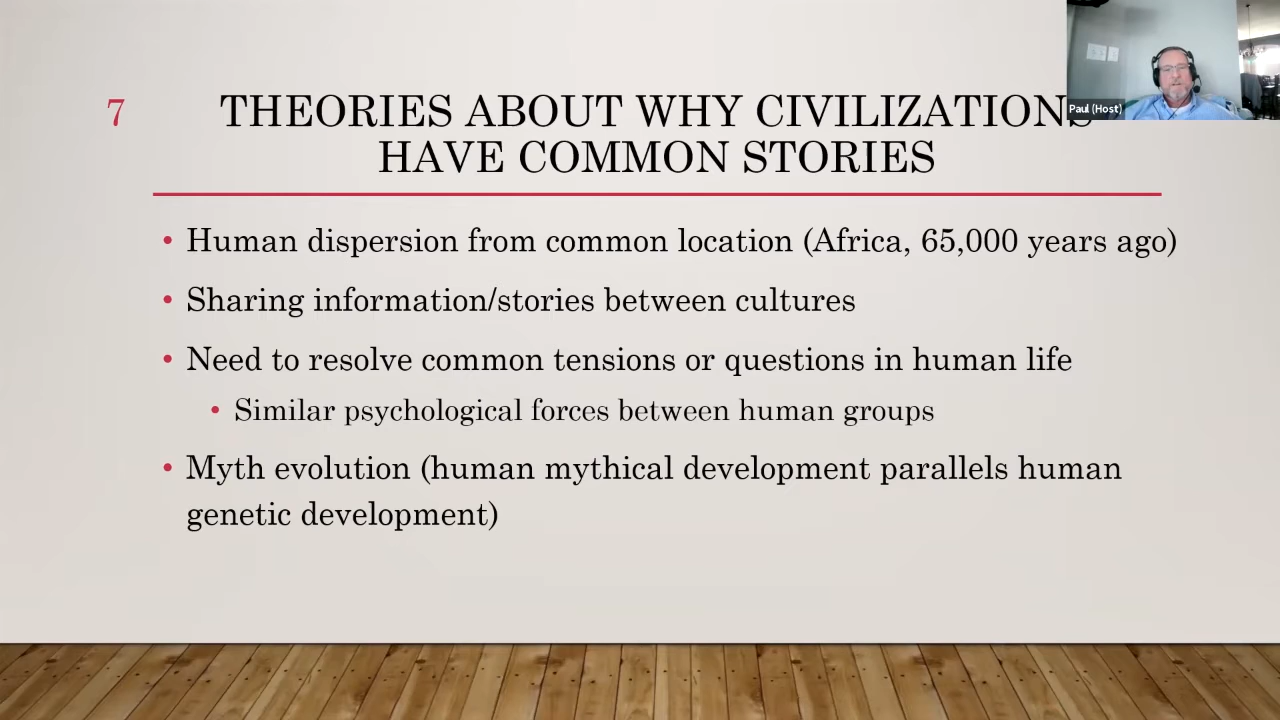 7
THEORIES ABOUT WHY CIVILIZATIONS
HAVE COMMON STORIES
Paul (Host)
• Human dispersion from common location (Africa, 65,000 years ago)
• Sharing information/stories between cultures
• Need to resolve common tensions or questions in human life
• Similar psychological forces between human groups
• Myth evolution (human mythical development parallels human
genetic development)